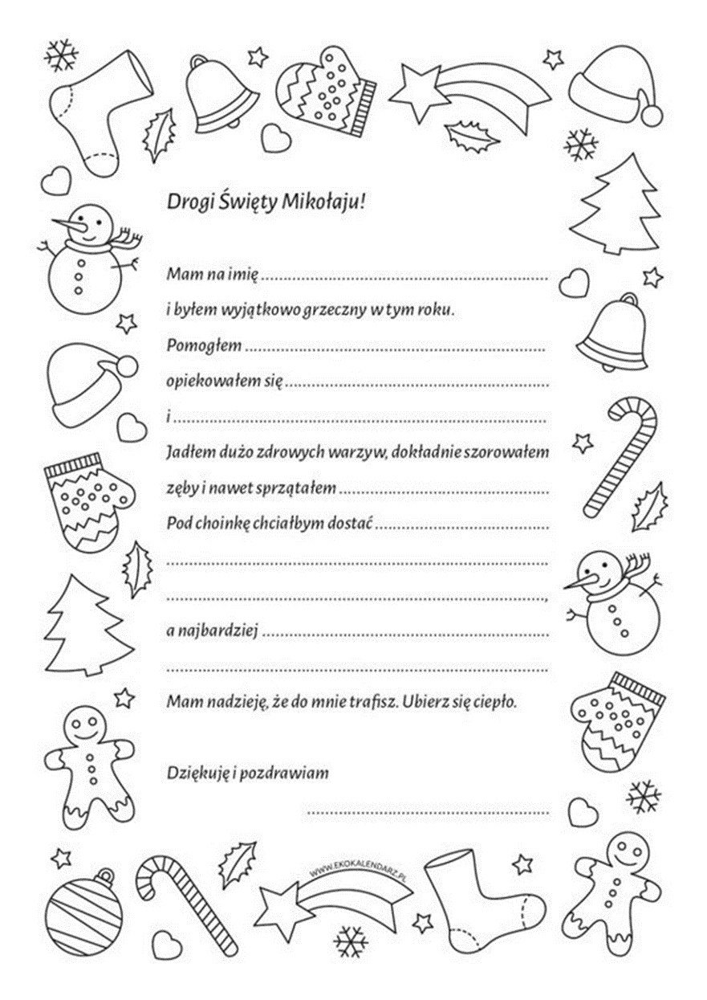 Drogi Święty Mikołaju!
Mam na imię ........................................................
i byłem wyjątkowo grzeczny w tym roku.
Pomogłem ...........................................................
opiekowałem się ....................................................
i ..................................................................
Jadłem dużo zdrowych warzyw, dokładnie szorowałem
zęby i nawet sprzątałem ..........................................
Pod choinkę chciałbym dostać ...................................
..........................................................................
..........................................................................,
a najbardziej ........................................................
..........................................................................
Mam nadzieję, że do mnie trafisz. Ubierz się ciepło.
Dziękuję i pozdrawiam
...............................................
WWW.EKOKALENDARZ.PL